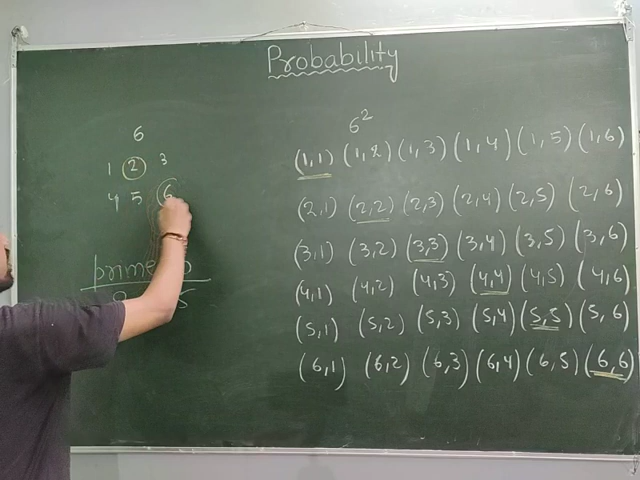 Probability
6
1 2 3
4 5 6
prime
6²
(1,1) (1,2) (1,3) (1,4) (1,5) (1,6)
(2,1) (2,2) (2,3) (2,4) (2,5) (2,6)
(3,1) (3,2) (3,3) (3,4) (3,5) (3,6)
(4,1) (4,2) (4,3) (4,4) (4,5) (4,6)
(5,1) (5,2) (5,3) (5,4) (5,5) (5,6)
(6,1) (6,2) (6,3) (6,4) (6,5) (6,6)